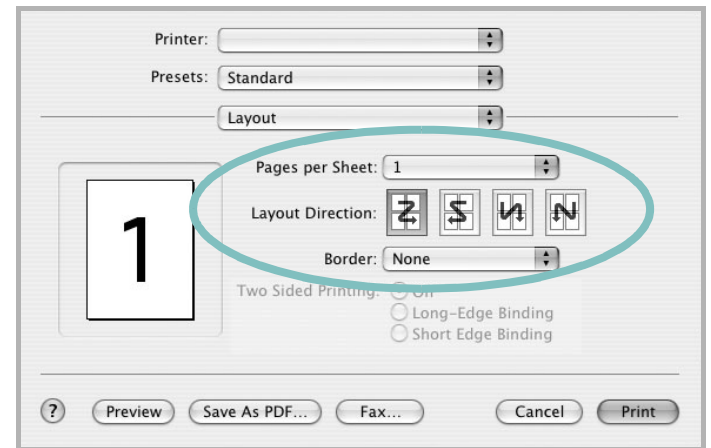 Printer:
Presets: Standard
Layout
Pages per Sheet: 1
Layout Direction:
1
Border: None
Two Sided Printing: Off
Long-Edge Binding
Short Edge Binding
? Preview Save As PDF... Fax... Cancel Print